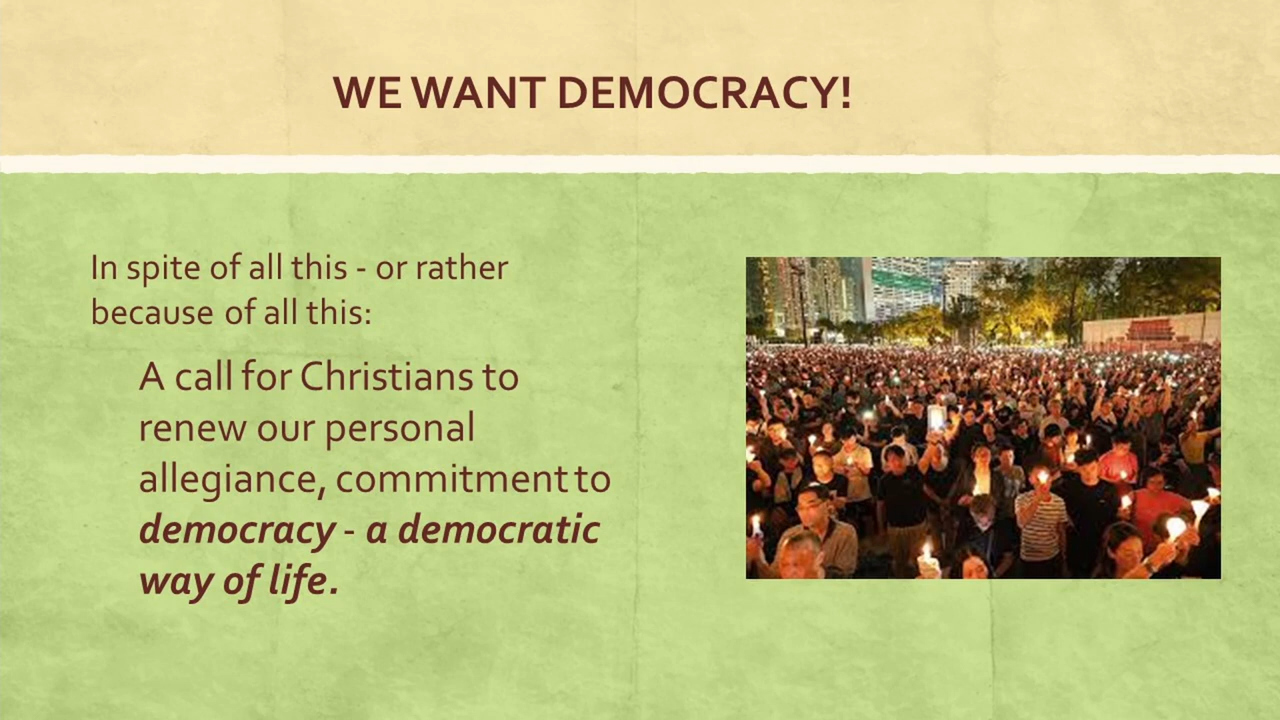 WE WANT DEMOCRACY!
In spite of all this - or rather
because of all this:
A call for Christians to
renew our personal
allegiance, commitment to
democracy - a democratic
way of life.